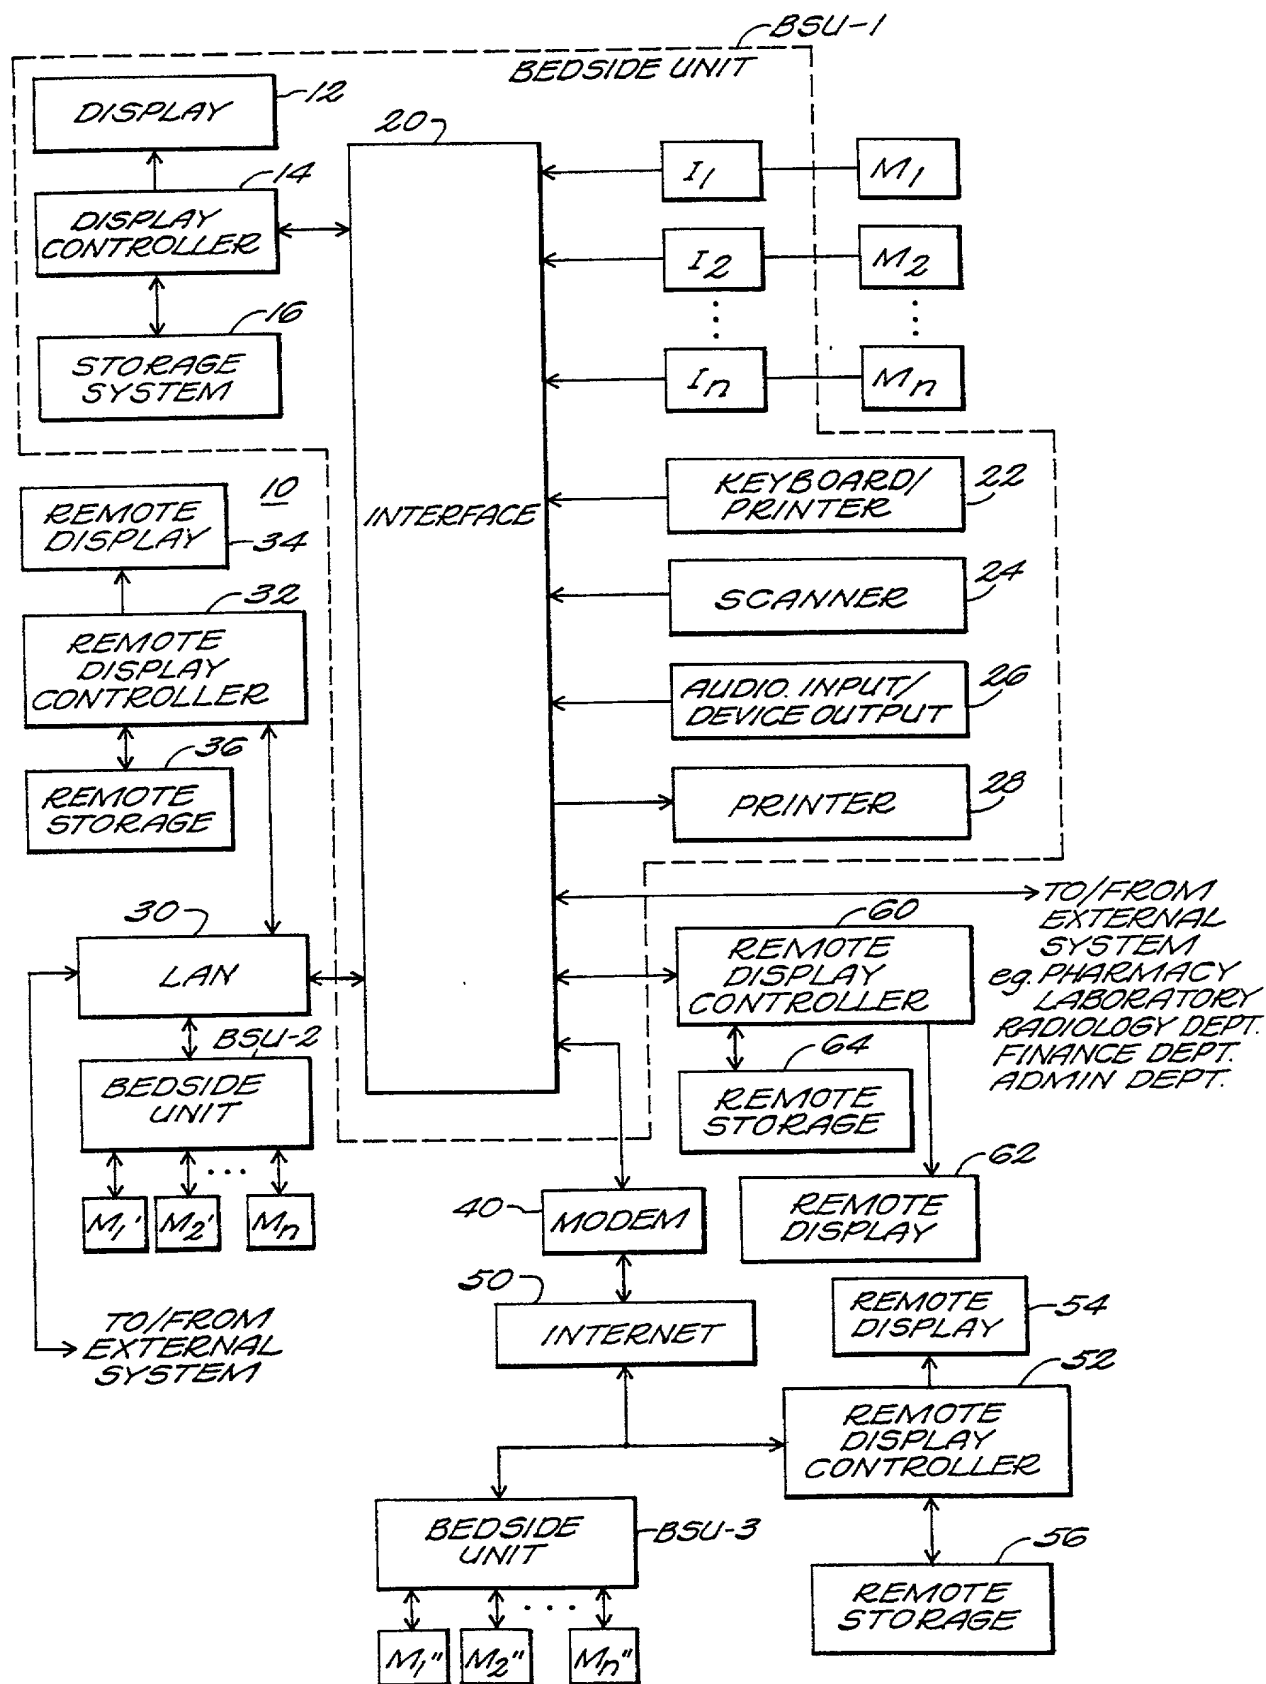 BSU-1
BEDSIDE UNIT
DISPLAY
12
20
14
DISPLAY
CONTROLLER
16
STORAGE
SYSTEM
I1
M1
I2
M2
In
Mn
INTERFACE
KEYBOARD/
PRINTER
22
SCANNER
24
AUDIO. INPUT/
DEVICE OUTPUT
26
PRINTER
28
10
REMOTE
DISPLAY
34
32
REMOTE
DISPLAY
CONTROLLER
36
REMOTE
STORAGE
30
LAN
BSU-2
BEDSIDE
UNIT
M1'
M2'
Mn
TO/FROM
EXTERNAL
SYSTEM
TO/FROM
EXTERNAL
SYSTEM
eg. PHARMACY
LABORATORY
RADIOLOGY DEPT.
FINANCE DEPT.
ADMIN DEPT.
60
REMOTE
DISPLAY
CONTROLLER
64
REMOTE
STORAGE
62
REMOTE
DISPLAY
40
MODEM
50
INTERNET
REMOTE
DISPLAY
54
52
REMOTE
DISPLAY
CONTROLLER
56
REMOTE
STORAGE
BEDSIDE
UNIT
BSU-3
M1"
M2"
Mn"